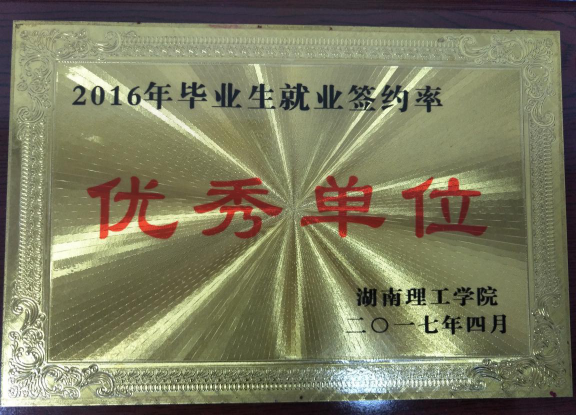 2016年毕业生就业签约率
优秀单位
湖南理工学院
二〇一七年四月